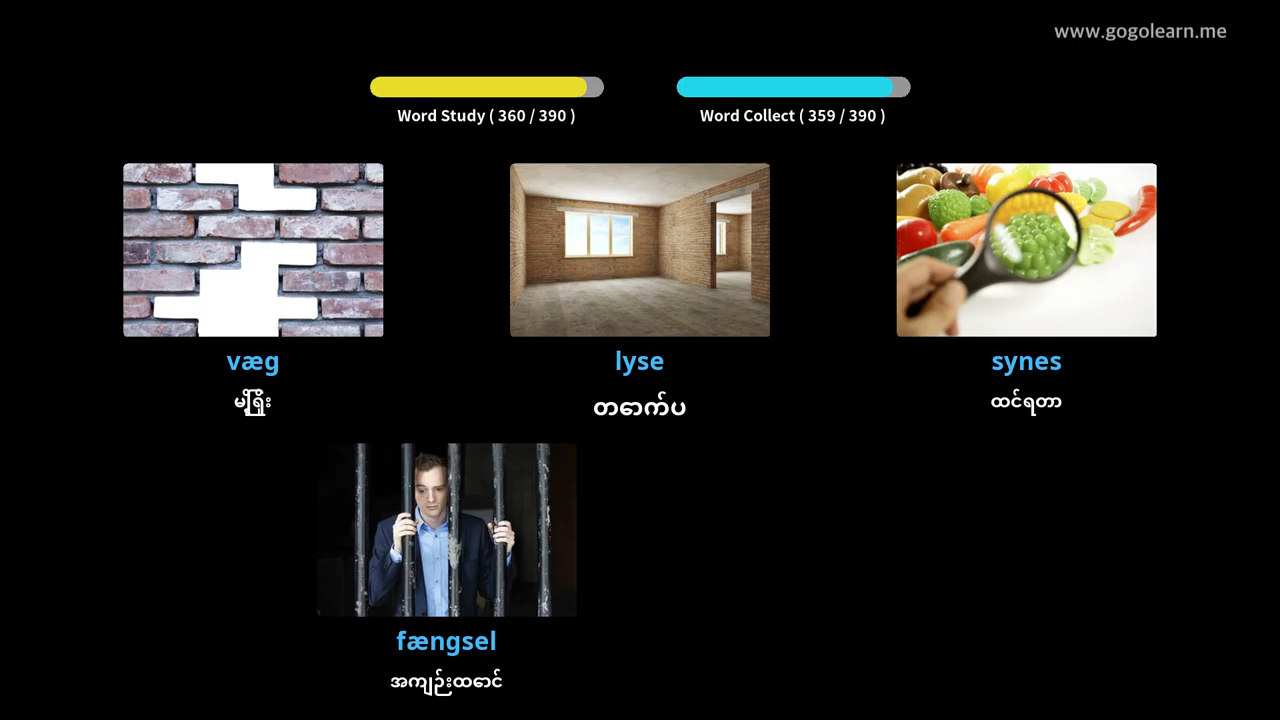 www.gogolearn.me
Word Study ( 360 / 390 )
Word Collect ( 359 / 390 )
væg
lyse
synes
မြို့ရိုး
တောက်ပ
ထင်ရတာ
fængsel
အကျဉ်းထောင်